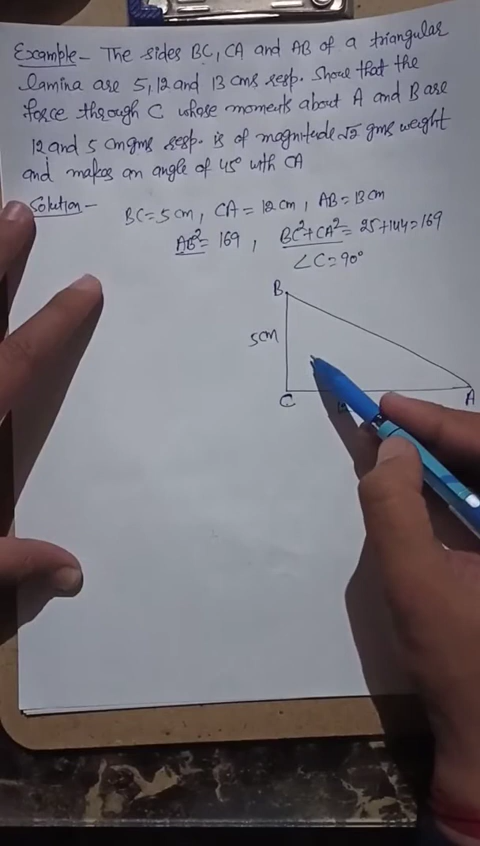 Example - The sides BC, CA and AB of a triangular
lamina are 5, 12 and 13 cms resp. Show that the
force through C whose moments about A and B are
12 and 5 cm gms resp. is of magnitude √2 gms weight
and makes an angle of 45° with CA
Solution -
BC = 5 cm, CA = 12 cm, AB = 13 cm
AB² = 169, BC² + CA² = 25 + 144 = 169
∠C = 90°
B
5cm
C
A